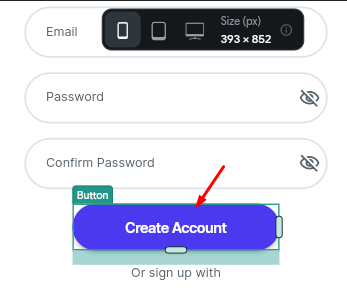 Email
Size (px)
393 × 852
Password
Confirm Password
Button
Create Account
Or sign up with